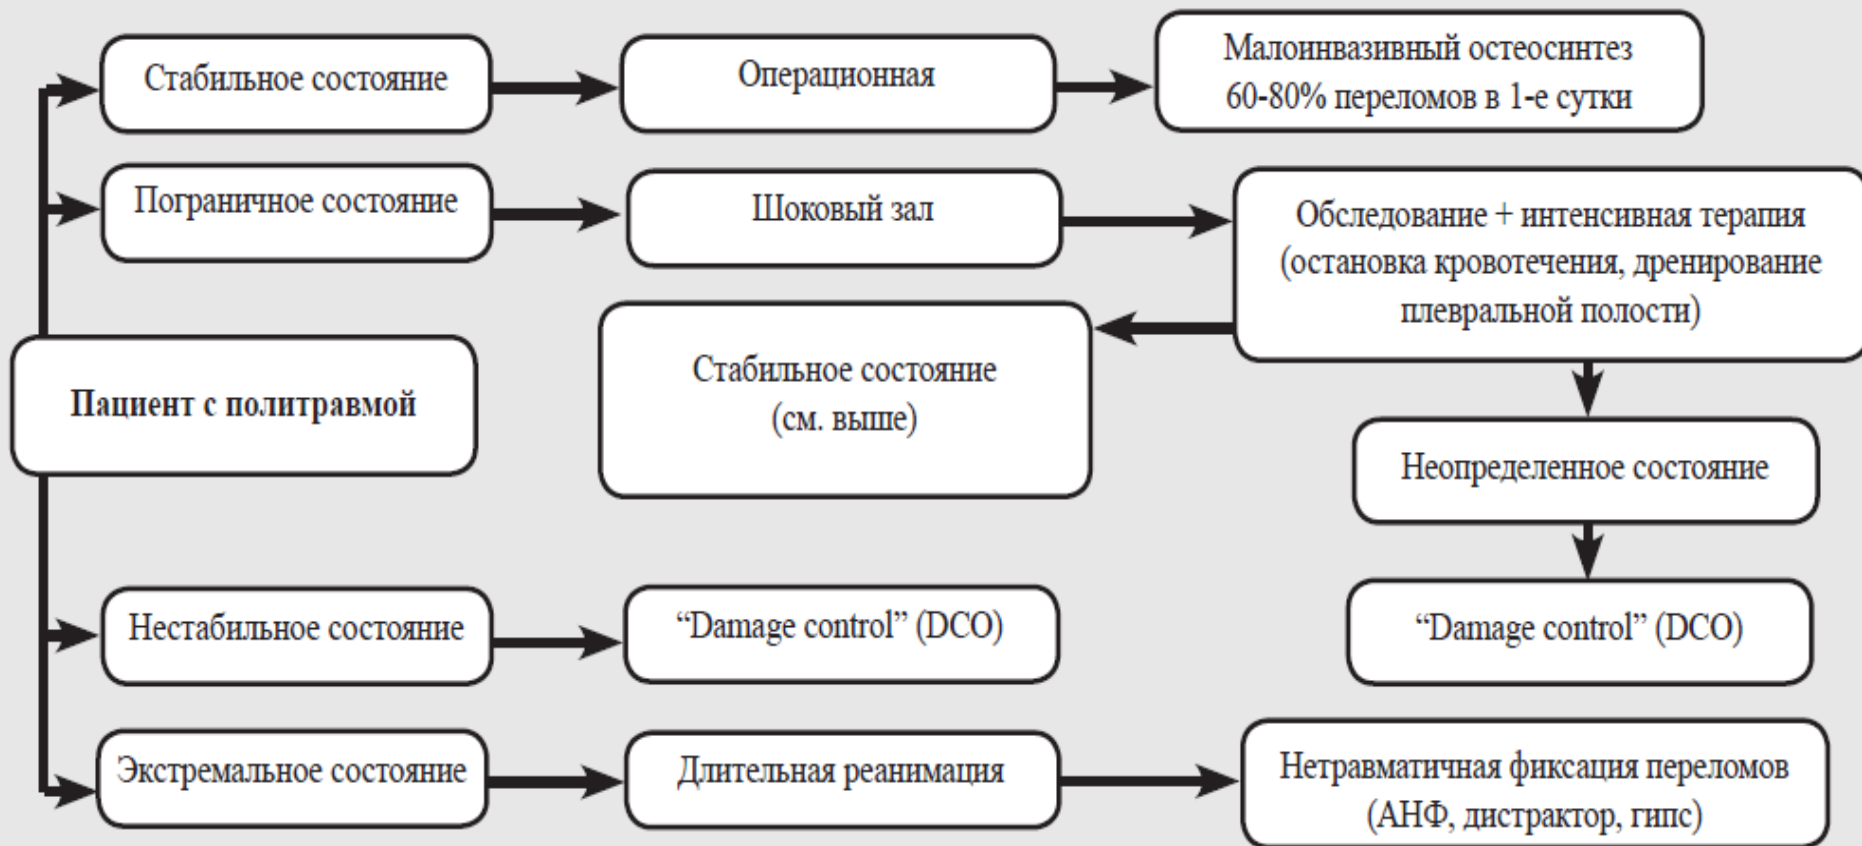 Стабильное состояние
Операционная
Малоинвазивный остеосинтез
60-80% переломов в 1-е сутки
Пограничное состояние
Шоковый зал
Обследование + интенсивная терапия
(остановка кровотечения, дренирование
плевральной полости)
Стабильное состояние
(см. выше)
Пациент с политравмой
Неопределенное состояние
Нестабильное состояние
“Damage control” (DCO)
“Damage control” (DCO)
Экстремальное состояние
Длительная реанимация
Нетравматичная фиксация переломов
(АНФ, дистрактор, гипс)